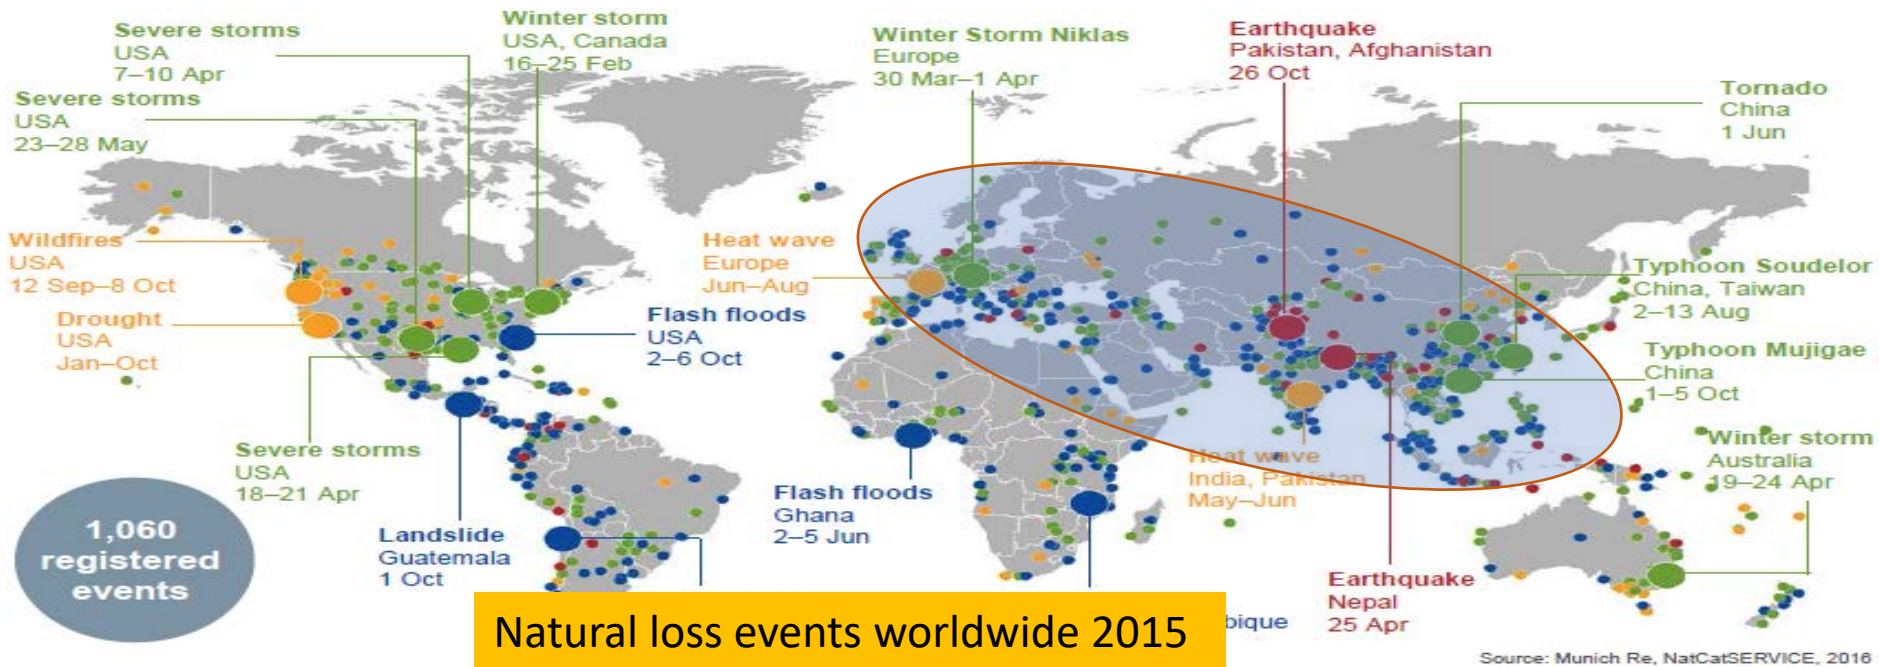 Severe storms
USA
7–10 Apr
Winter storm
USA, Canada
16–25 Feb
Winter Storm Niklas
Europe
30 Mar–1 Apr
Earthquake
Pakistan, Afghanistan
26 Oct
Tornado
China
1 Jun
Severe storms
USA
23–28 May
Wildfires
USA
12 Sep–8 Oct
Heat wave
Europe
Jun–Aug
Typhoon Soudelor
China, Taiwan
2–13 Aug
Drought
USA
Jan–Oct
Flash floods
USA
2–6 Oct
Typhoon Mujigae
China
1–5 Oct
Severe storms
USA
18–21 Apr
Heat wave
India, Pakistan
May–Jun
Winter storm
Australia
19–24 Apr
1,060
registered
events
Landslide
Guatemala
1 Oct
Flash floods
Ghana
2–5 Jun
Earthquake
Nepal
25 Apr
bique
Natural loss events worldwide 2015
Source: Munich Re, NatCatSERVICE, 2016